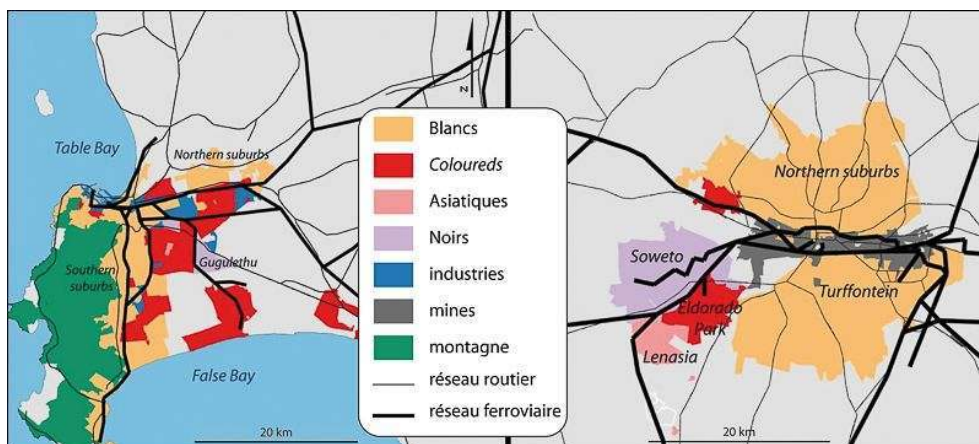 Table Bay
Northern suburbs
Southern
suburbs
Gugulethu
False Bay
20 km
N
Blancs
Coloureds
Asiatiques
Noirs
industries
mines
montagne
réseau routier
réseau ferroviaire
Northern suburbs
Soweto
Turffontein
Eldorado
Park
Lenasia
20 km